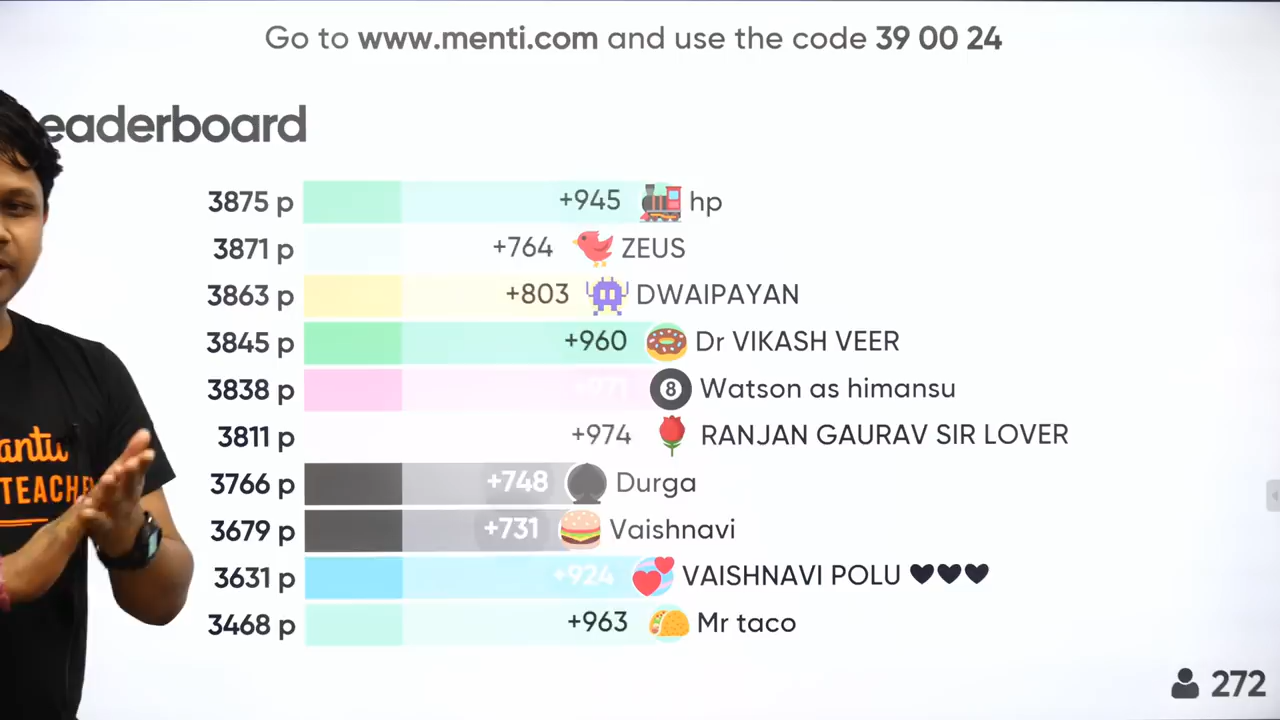 Go to www.menti.com and use the code 39 00 24
eaderboard
3875 p +945 hp
3871 p +764 ZEUS
3863 p +803 DWAIPAYAN
3845 p +960 Dr VIKASH VEER
3838 p 8 Watson as himansu
3811 p +974 RANJAN GAURAV SIR LOVER
3766 p +748 Durga
3679 p +731 Vaishnavi
3631 p +924 VAISHNAVI POLU 🖤🖤🖤
3468 p +963 Mr taco
antu
TEACHE
272